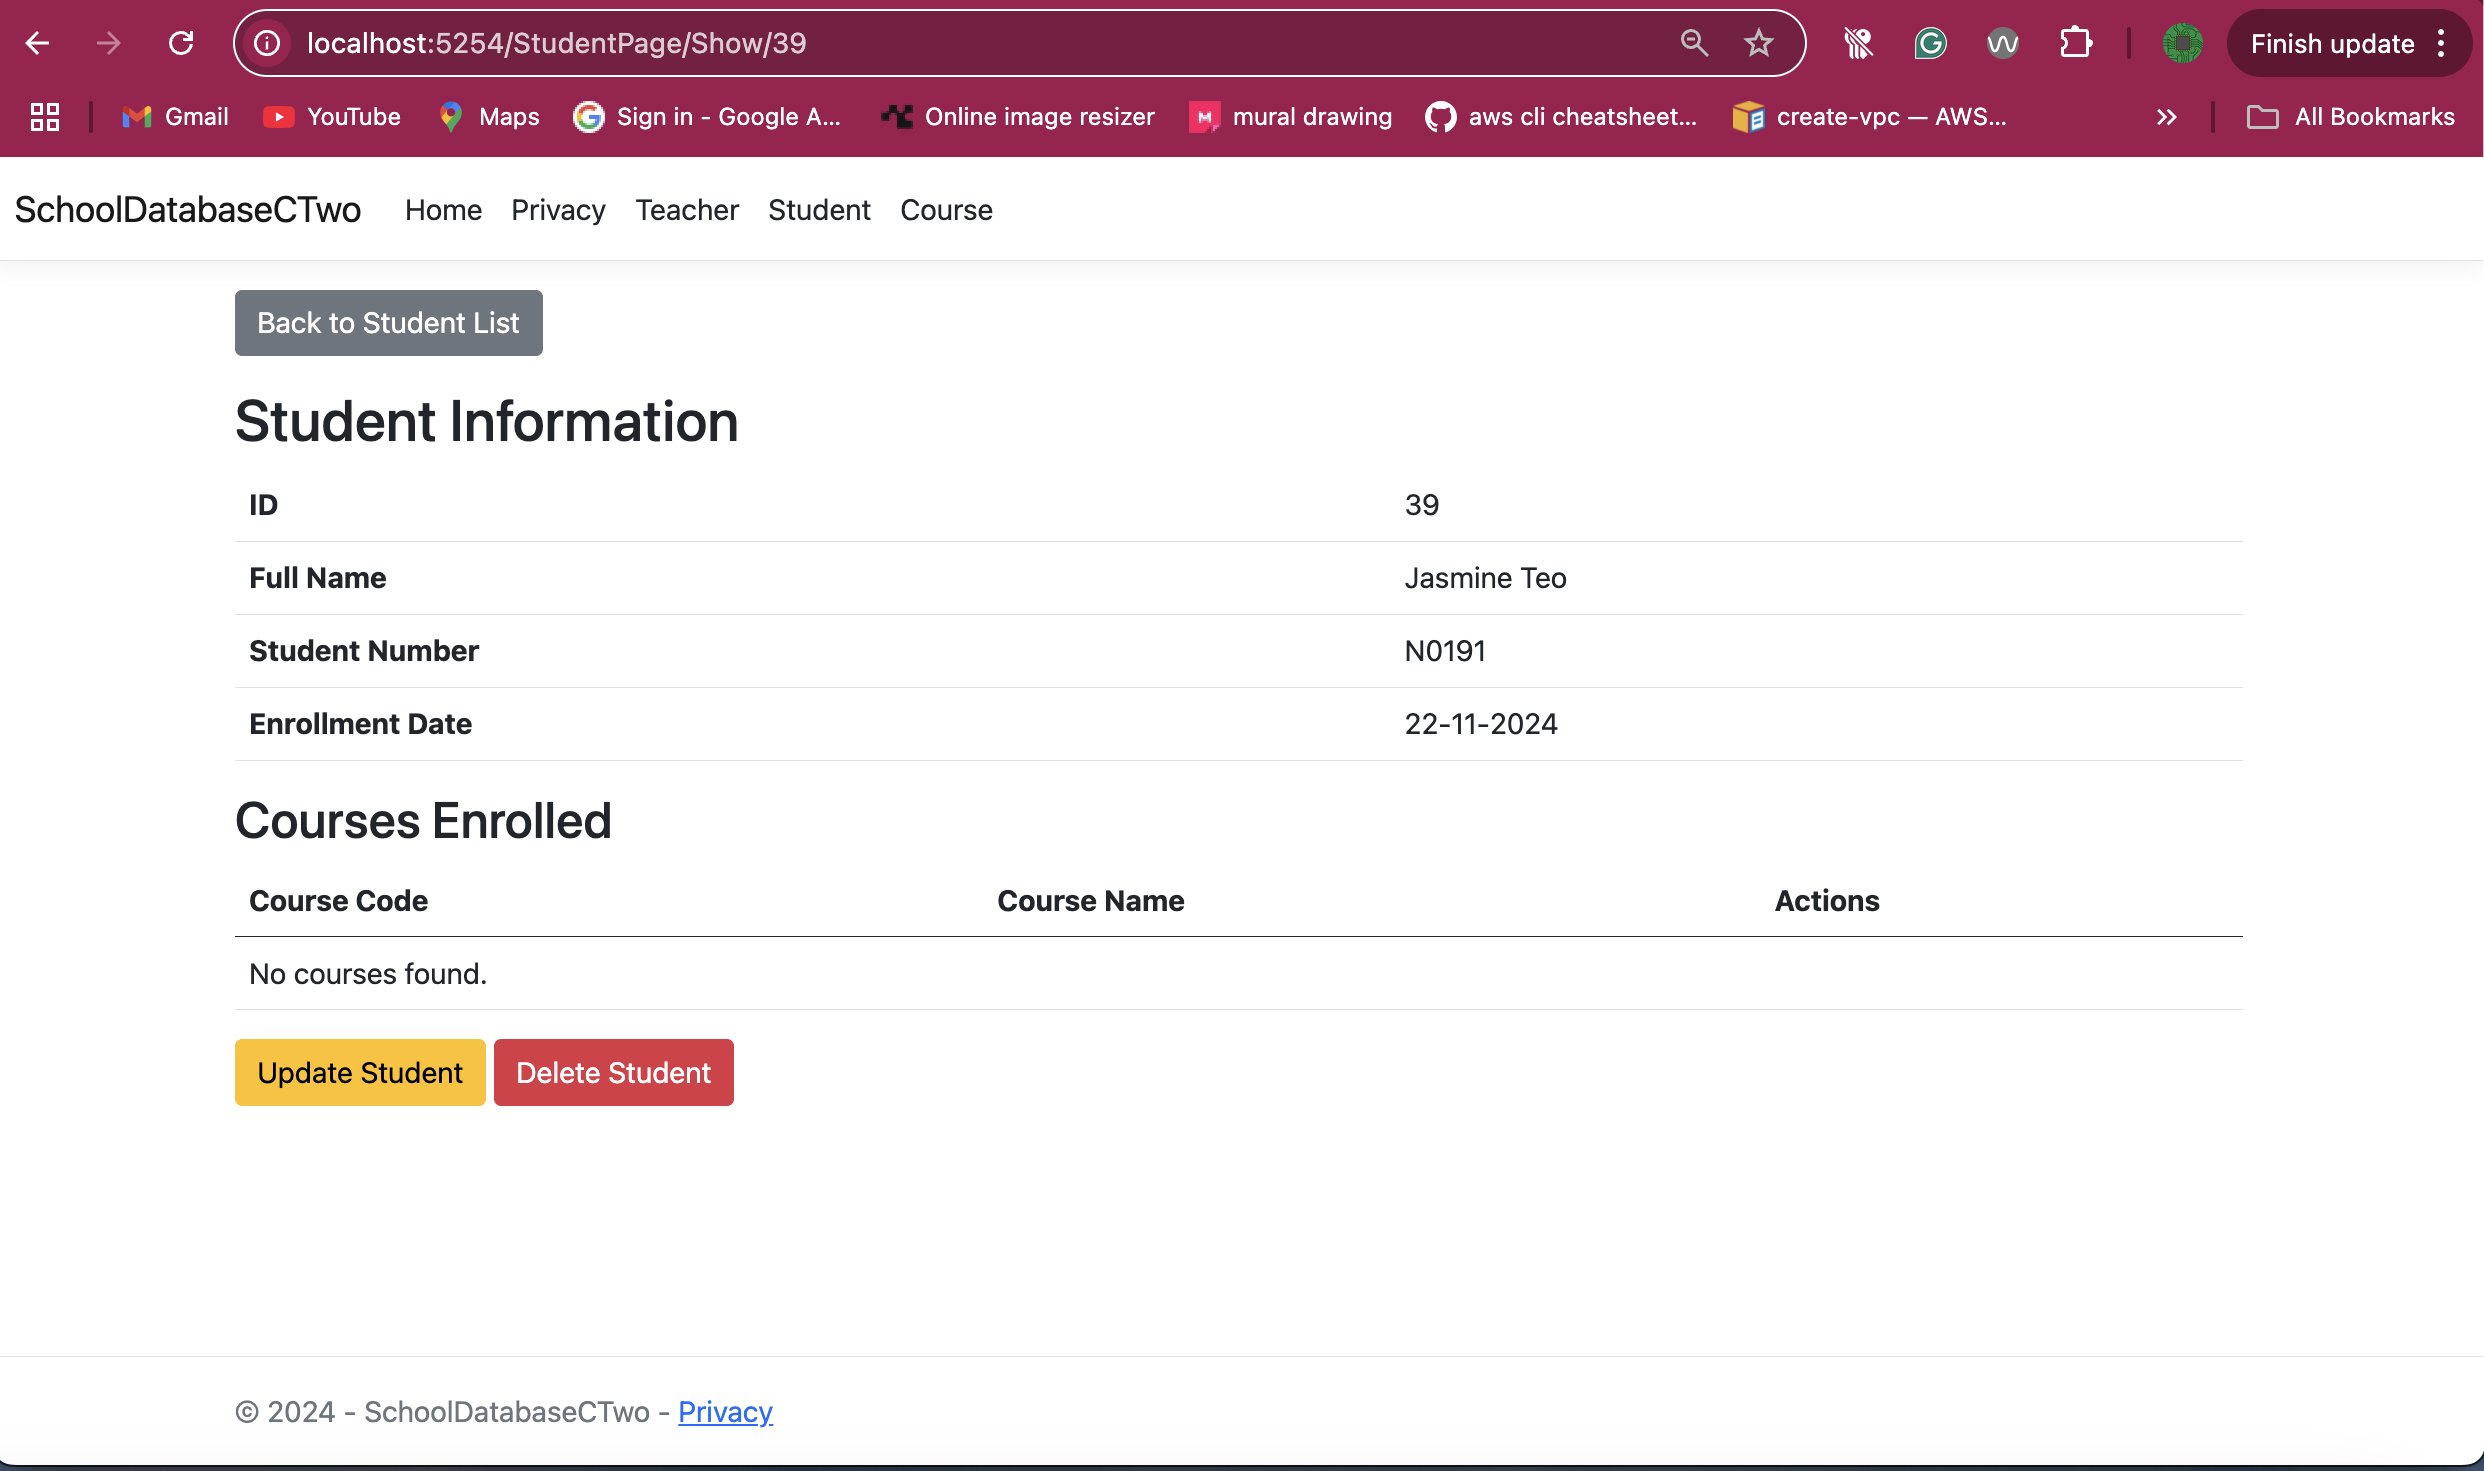 localhost:5254/StudentPage/Show/39
Finish update
Gmail YouTube Maps Sign in - Google A... Online image resizer mural drawing aws cli cheatsheet... create-vpc — AWS... All Bookmarks
SchoolDatabaseCTwo Home Privacy Teacher Student Course
Back to Student List
Student Information
ID 39
Full Name Jasmine Teo
Student Number N0191
Enrollment Date 22-11-2024
Courses Enrolled
Course Code Course Name Actions
No courses found.
Update Student Delete Student
© 2024 - SchoolDatabaseCTwo - Privacy